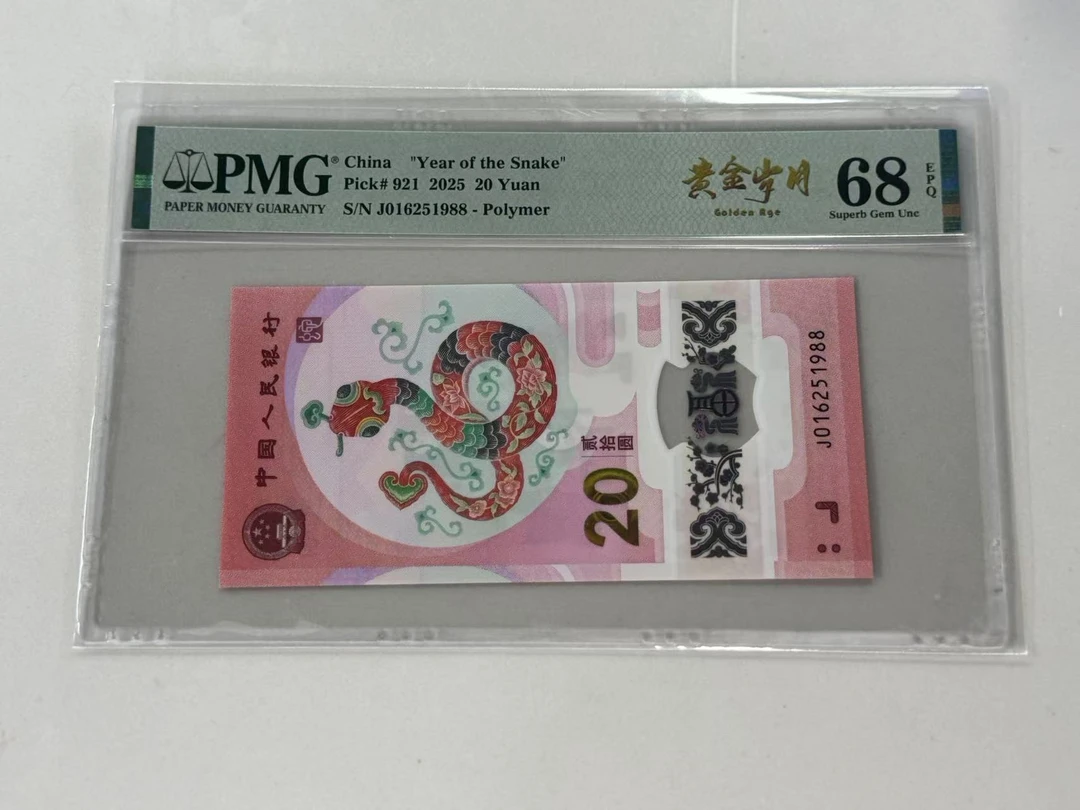 PMG®
PAPER MONEY GUARANTY
China "Year of the Snake"
Pick# 921 2025 20 Yuan
S/N J016251988 - Polymer
黄金岁月
Golden Age
68
EPQ
Superb Gem Unc
中国人民银行
贰拾圆
20
福
J016251988